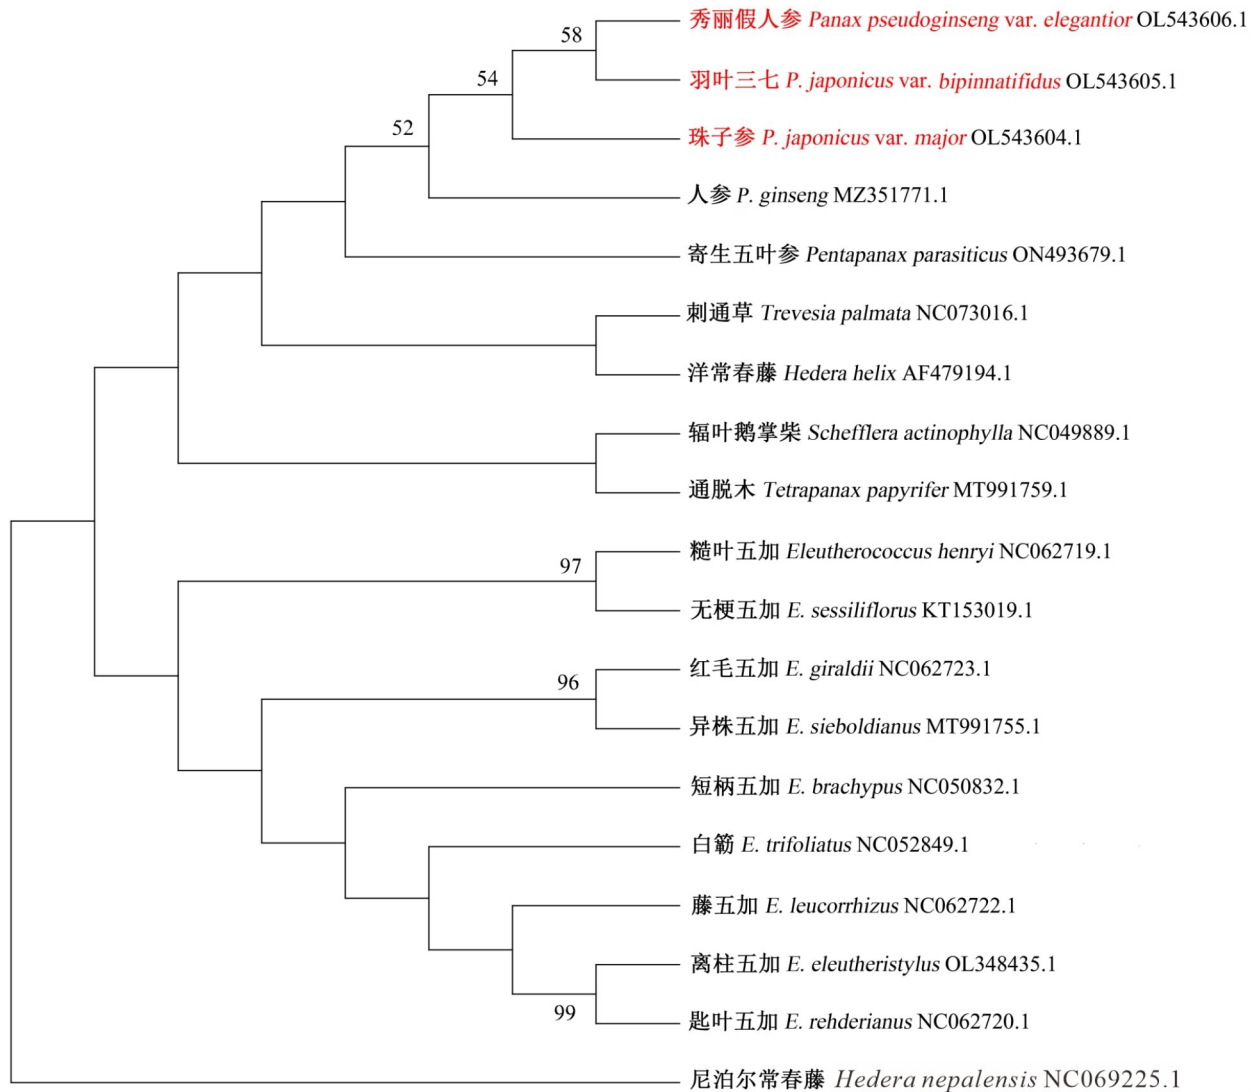 58
秀丽假人参 Panax pseudoginseng var. elegantior OL543606.1
54
羽叶三七 P. japonicus var. bipinnatifidus OL543605.1
52
珠子参 P. japonicus var. major OL543604.1
人参 P. ginseng MZ351771.1
寄生五叶参 Pentapanax parasiticus ON493679.1
刺通草 Trevesia palmata NC073016.1
洋常春藤 Hedera helix AF479194.1
辐叶鹅掌柴 Schefflera actinophylla NC049889.1
通脱木 Tetrapanax papyrifer MT991759.1
97
糙叶五加 Eleutherococcus henryi NC062719.1
无梗五加 E. sessiliflorus KT153019.1
96
红毛五加 E. giraldii NC062723.1
异株五加 E. sieboldianus MT991755.1
短柄五加 E. brachypus NC050832.1
白簕 E. trifoliatus NC052849.1
藤五加 E. leucorrhizus NC062722.1
离柱五加 E. eleutheristylus OL348435.1
99
匙叶五加 E. rehderianus NC062720.1
尼泊尔常春藤 Hedera nepalensis NC069225.1